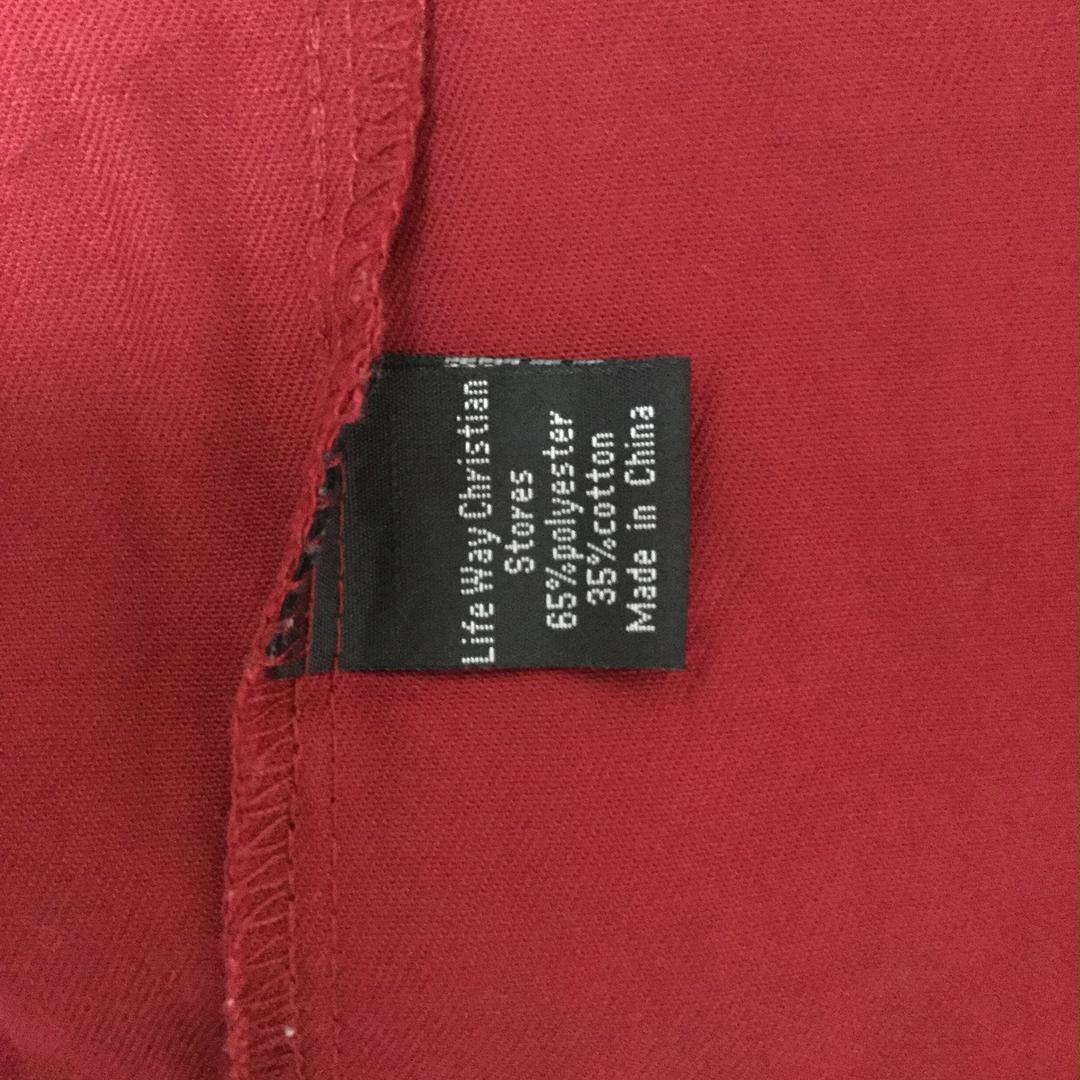 Life Way Christian
Stores
65%polyester
35%cotton
Made in China